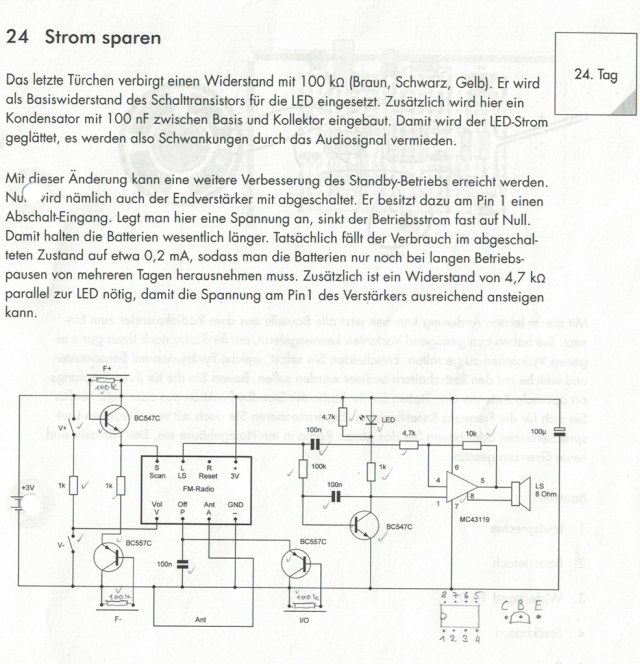 24 Strom sparen
24. Tag
Das letzte Türchen verbirgt einen Widerstand mit 100 kΩ (Braun, Schwarz, Gelb). Er wird
als Basiswiderstand des Schalttransistors für die LED eingesetzt. Zusätzlich wird hier ein
Kondensator mit 100 nF zwischen Basis und Kollektor eingebaut. Damit wird der LED-Strom
geglättet, es werden also Schwankungen durch das Audiosignal vermieden.
Mit dieser Änderung kann eine weitere Verbesserung des Standby-Betriebs erreicht werden.
Nu. wird nämlich auch der Endverstärker mit abgeschaltet. Er besitzt dazu am Pin 1 einen
Abschalt-Eingang. Legt man hier eine Spannung an, sinkt der Betriebsstrom fast auf Null.
Damit halten die Batterien wesentlich länger. Tatsächlich fällt der Verbrauch im abgeschal-
teten Zustand auf etwa 0,2 mA, sodass man die Batterien nur noch bei langen Betriebs-
pausen von mehreren Tagen herausnehmen muss. Zusätzlich ist ein Widerstand von 4,7 kΩ
parallel zur LED nötig, damit die Spannung am Pin1 des Verstärkers ausreichend ansteigen
kann.
F+
100k
BC547C
V+
4,7k
LED
100n
4,7k
10k
100µ
S L R +
Scan LS Reset 3V
FM-Radio
Vol Off Ant GND
V P A –
+3V
1k
1k
100k
1k
100n
6
4
5
1
7
8
MC43119
LS
8 Ohm
V-
BC557C
100n
BC557C
BC547C
100k
F-
Ant
100k
I/O
8 7 6 5
1 2 3 4
C B E